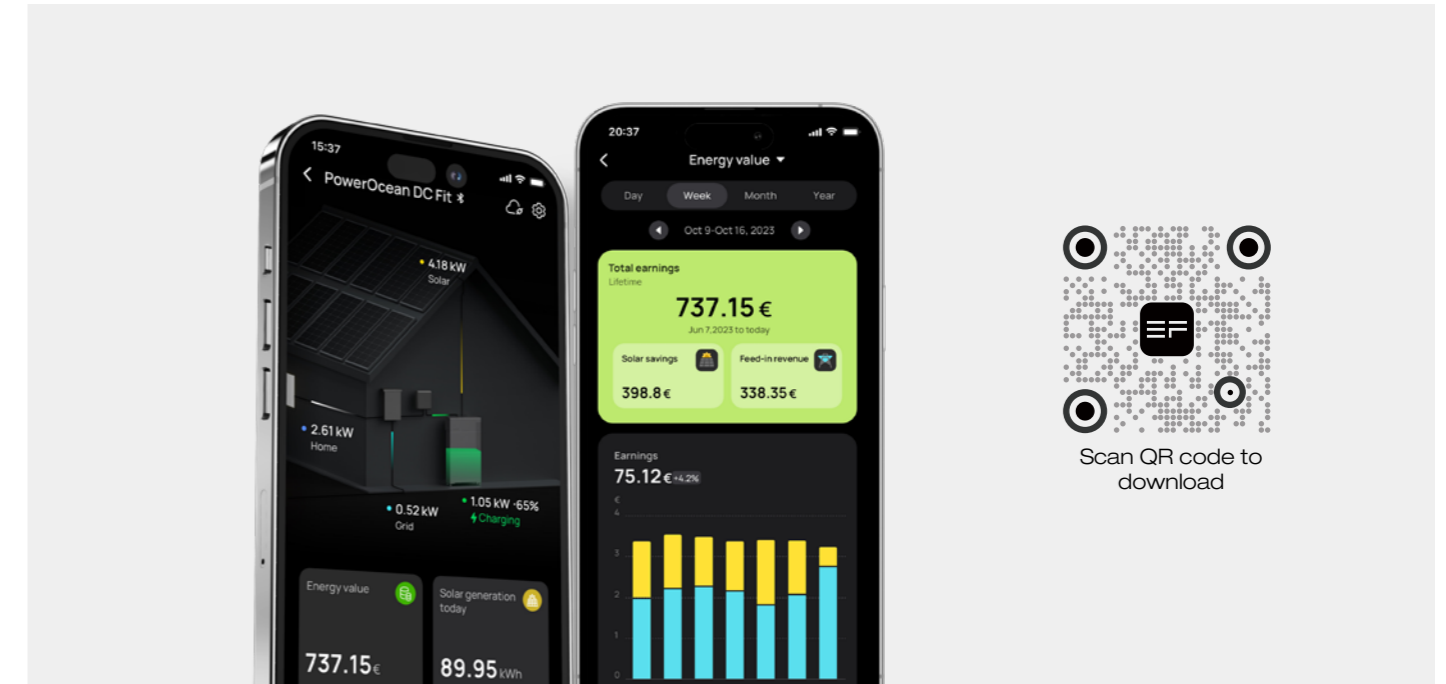 15:37
PowerOcean DC Fit
4.18 kW
Solar
2.61 kW
Home
0.52 kW
Grid
1.05 kW -65%
Charging
Energy value
737.15€
Solar generation
today
89.95 kWh
20:37
Energy value
Day Week Month Year
Oct 9-Oct 16, 2023
Total earnings
Lifetime
737.15 €
Jun 7,2023 to today
Solar savings
398.8 €
Feed-in revenue
338.35 €
Earnings
75.12 € +4.2%
€
4
3
2
1
0
EF
Scan QR code to
download